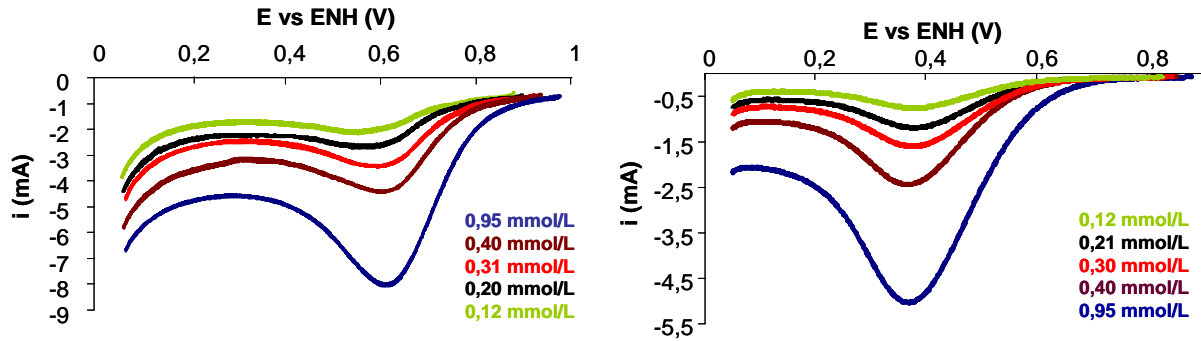 E vs ENH (V)
0
0,2
0,4
0,6
0,8
1
0
-1
-2
-3
-4
-5
-6
-7
-8
-9
i (mA)
0,95 mmol/L
0,40 mmol/L
0,31 mmol/L
0,20 mmol/L
0,12 mmol/L
E vs ENH (V)
0
0,2
0,4
0,6
0,8
-0,5
-1,5
-2,5
-3,5
-4,5
-5,5
i (mA)
0,12 mmol/L
0,21 mmol/L
0,30 mmol/L
0,40 mmol/L
0,95 mmol/L